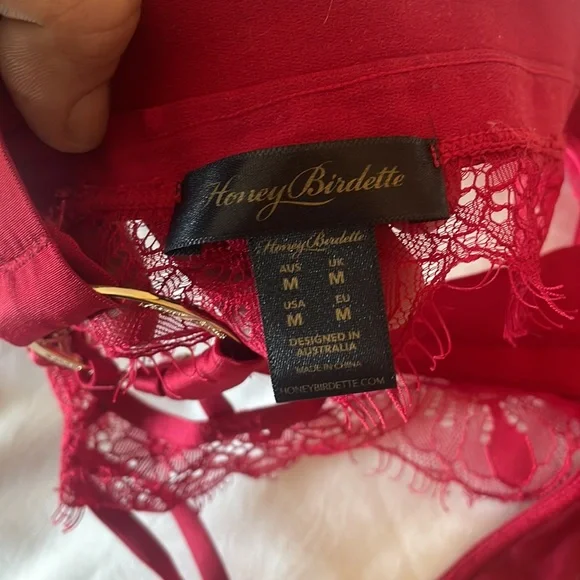 Honey Birdette
Honey Birdette
AUS UK
M M
USA EU
M M
DESIGNED IN
AUSTRALIA
MADE IN CHINA
HONEYBIRDETTE.COM